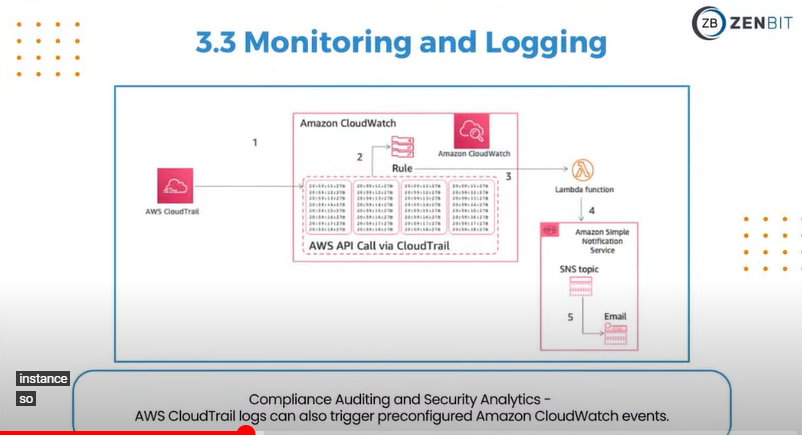 ZB ZENBIT
3.3 Monitoring and Logging
Amazon CloudWatch
1
2
Amazon CloudWatch
Rule
3
Lambda function
AWS CloudTrail
AWS API Call via CloudTrail
4
Amazon Simple
Notification
Service
SNS topic
5
Email
instance
so
Compliance Auditing and Security Analytics -
AWS CloudTrail logs can also trigger preconfigured Amazon CloudWatch events.